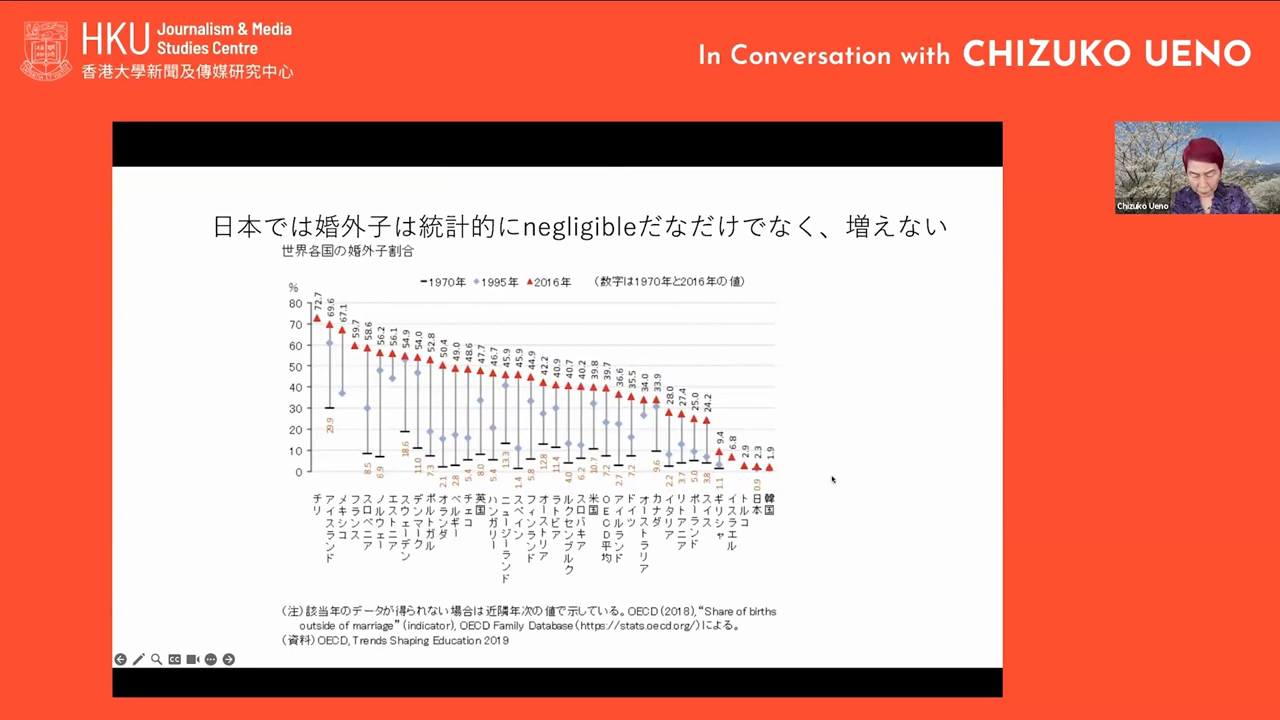 HKU Journalism & Media
Studies Centre
香港大學新聞及傳媒研究中心
In Conversation with CHIZUKO UENO
Chizuko Ueno
日本では婚外子は統計的にnegligibleだなだけでなく、増えない
世界各国の婚外子割合
1970年 1995年 2016年 (数字は1970年と2016年の値)
%
80
70
60
50
40
30
20
10
0
72.7 69.6 67.1 59.7 58.6 56.2 56.1 54.9 54.0 52.8 50.4 49.0 48.6 47.7 46.7 45.9 45.9 44.9 42.2 40.9 40.7 40.2 39.8 39.7 36.6 35.5 34.0 33.9 28.0 27.4 25.0 24.2 9.4 6.8 2.9 2.3 1.9
29.9 8.5 6.9 18.6 11.0 7.3 2.1 2.8 5.4 8.0 5.4 13.3 1.4 5.8 12.8 11.4 4.0 6.2 10.7 7.2 2.7 7.2 9.6 2.2 3.7 5.0 3.8 1.1 0.9
チリ
アイスランド
メキシコ
フランス
スロベニア
ノルウェー
エストニア
スウェーデン
デンマーク
ポルトガル
オランダ
ベルギー
チェコ
英国
ハンガリー
ニュージーランド
スペイン
フィンランド
オーストリア
ラトビア
ルクセンブルク
スロバキア
米国
OECD平均
アイルランド
ドイツ
オーストラリア
カナダ
イタリア
リトアニア
ポーランド
スイス
ギリシャ
イスラエル
トルコ
日本
韓国
(注)該当年のデータが得られない場合は近隣年次の値で示している。OECD (2018), “Share of births
outside of marriage” (indicator), OECD Family Database (https://stats.oecd.org/)による。
(資料) OECD, Trends Shaping Education 2019